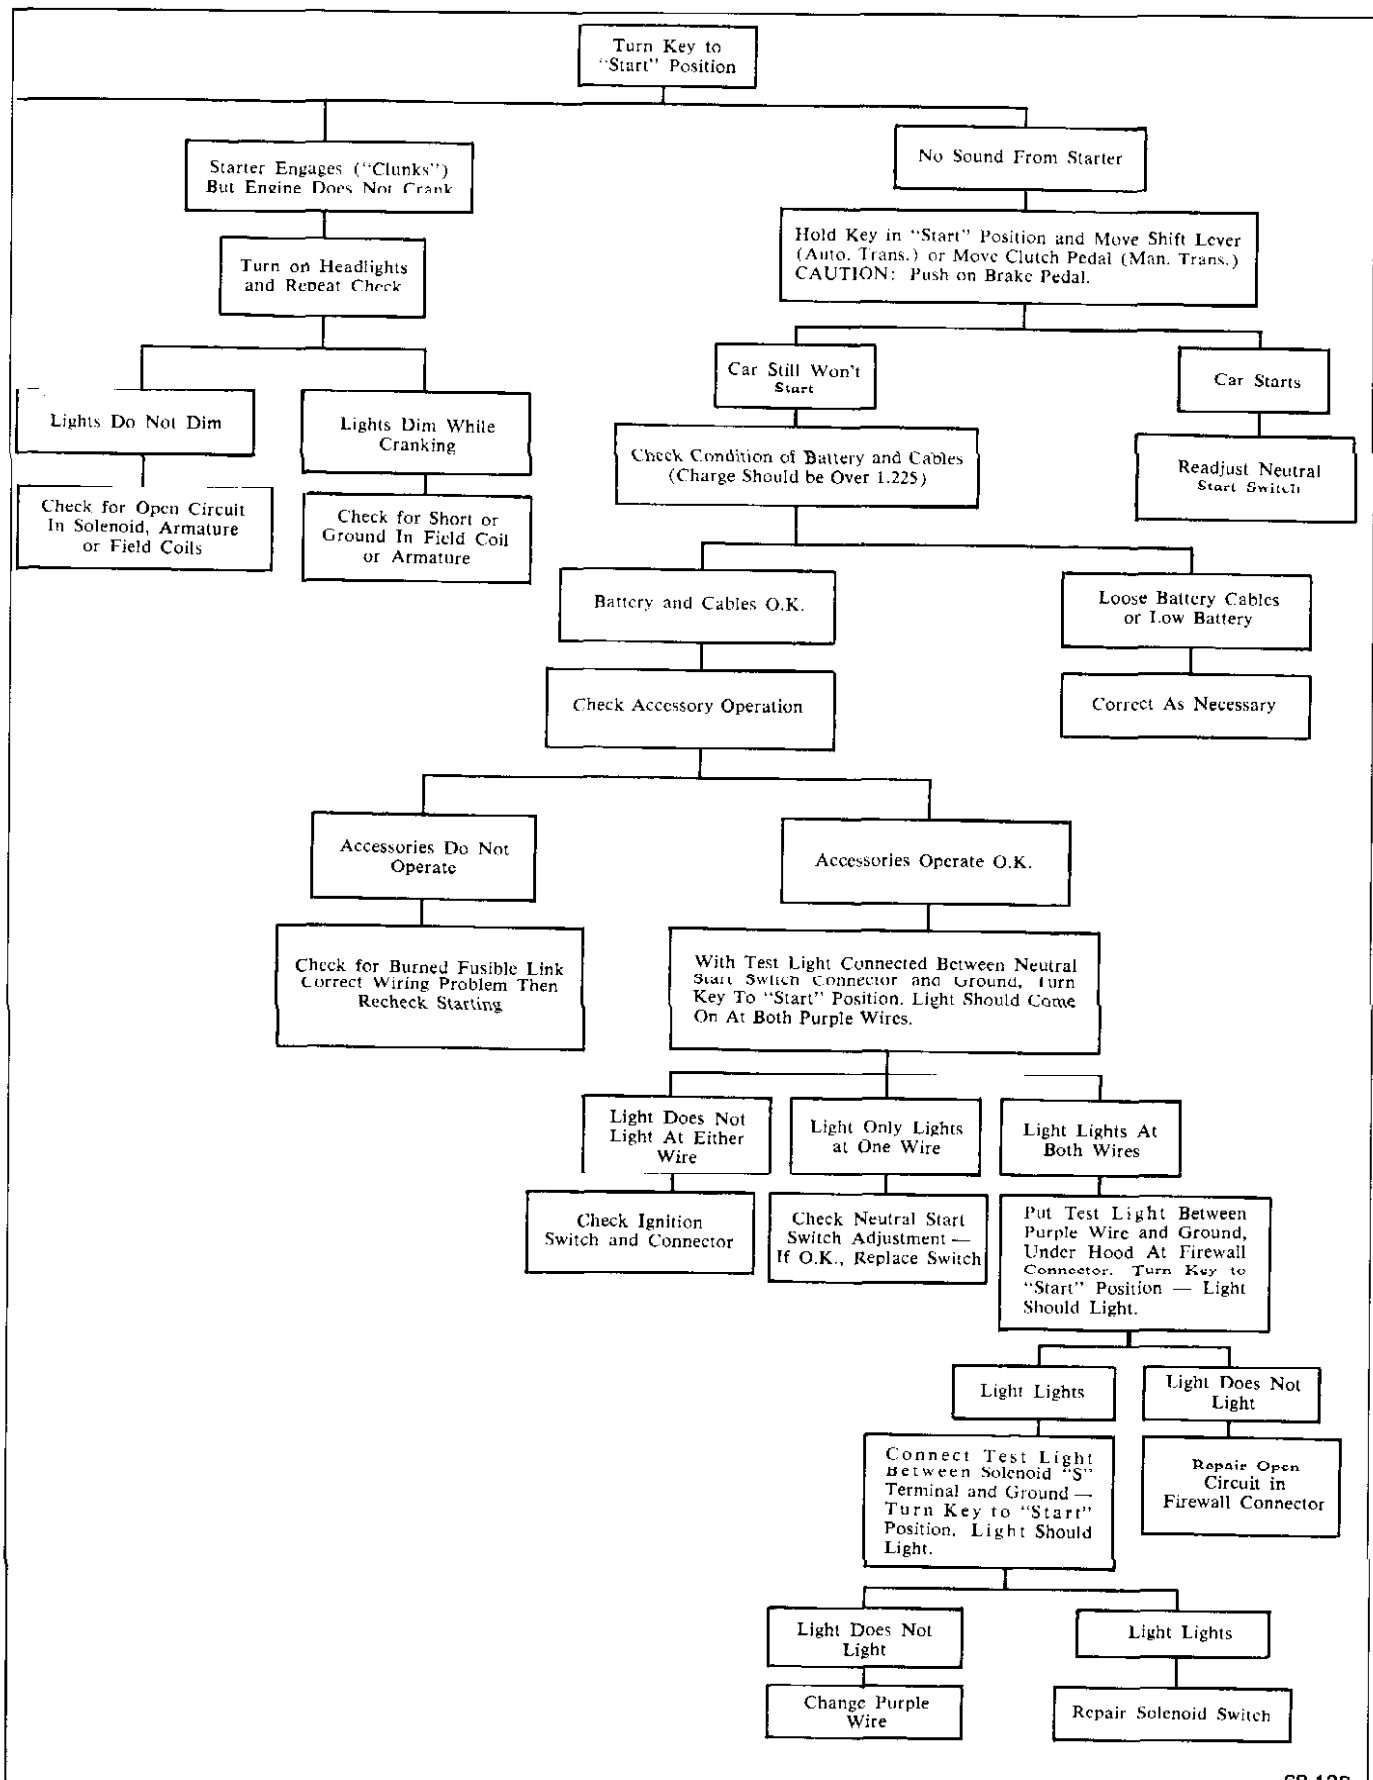 Turn Key to
"Start" Position
Starter Engages ("Clunks")
But Engine Does Not Crank
No Sound From Starter
Turn on Headlights
and Repeat Check
Hold Key in "Start" Position and Move Shift Lever
(Auto. Trans.) or Move Clutch Pedal (Man. Trans.)
CAUTION: Push on Brake Pedal.
Lights Do Not Dim
Lights Dim While
Cranking
Car Still Won't
Start
Car Starts
Check for Open Circuit
In Solenoid, Armature
or Field Coils
Check for Short or
Ground In Field Coil
or Armature
Check Condition of Battery and Cables
(Charge Should be Over 1.225)
Readjust Neutral
Start Switch
Battery and Cables O.K.
Loose Battery Cables
or Low Battery
Check Accessory Operation
Correct As Necessary
Accessories Do Not
Operate
Accessories Operate O.K.
Check for Burned Fusible Link
Correct Wiring Problem Then
Recheck Starting
With Test Light Connected Between Neutral
Start Switch Connector and Ground, Turn
Key To "Start" Position. Light Should Come
On At Both Purple Wires.
Light Does Not
Light At Either
Wire
Light Only Lights
at One Wire
Light Lights At
Both Wires
Check Ignition
Switch and Connector
Check Neutral Start
Switch Adjustment —
If O.K., Replace Switch
Put Test Light Between
Purple Wire and Ground,
Under Hood At Firewall
Connector. Turn Key to
"Start" Position — Light
Should Light.
Light Lights
Light Does Not
Light
Connect Test Light
Between Solenoid "S"
Terminal and Ground —
Turn Key to "Start"
Position. Light Should
Light.
Repair Open
Circuit in
Firewall Connector
Light Does Not
Light
Light Lights
Change Purple
Wire
Repair Solenoid Switch